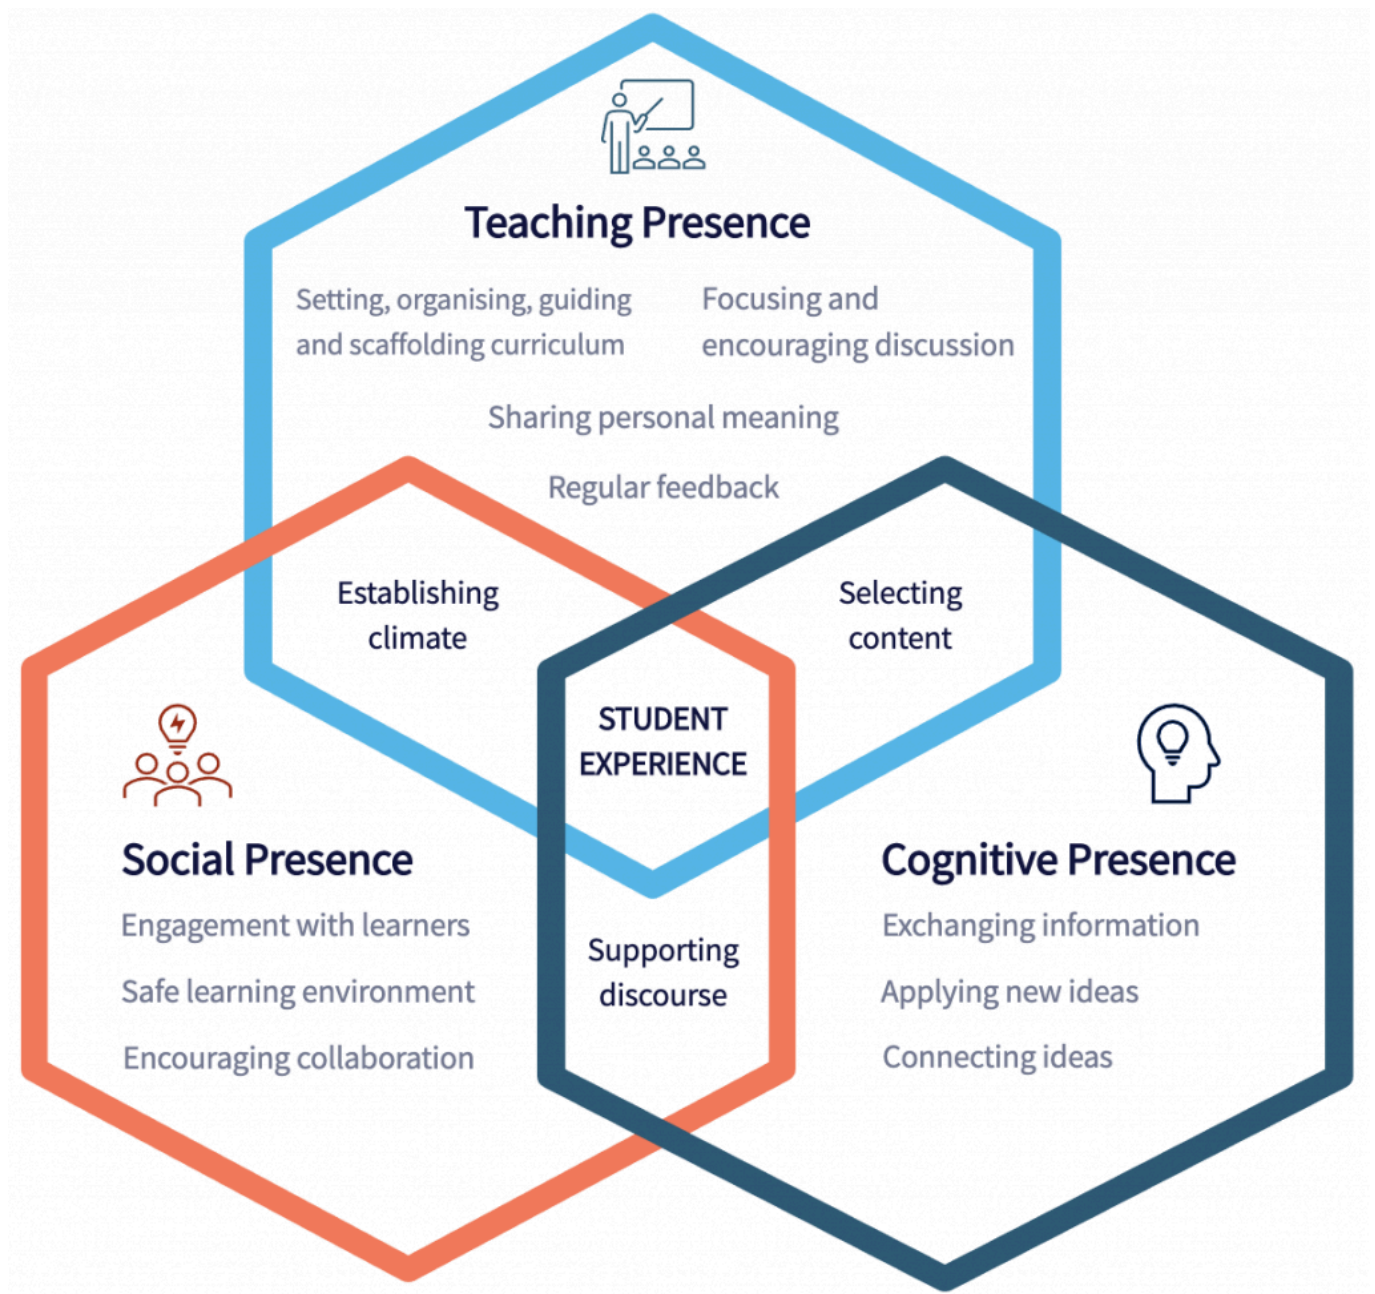 Teaching Presence
Setting, organising, guiding
and scaffolding curriculum
Focusing and
encouraging discussion
Sharing personal meaning
Regular feedback
Establishing
climate
Selecting
content
STUDENT
EXPERIENCE
Social Presence
Engagement with learners
Safe learning environment
Encouraging collaboration
Supporting
discourse
Cognitive Presence
Exchanging information
Applying new ideas
Connecting ideas